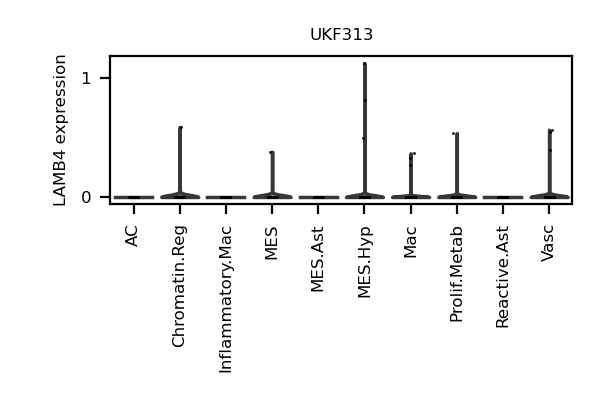 UKF313
LAMB4 expression
1
0
AC
Chromatin.Reg
Inflammatory.Mac
MES
MES.Ast
MES.Hyp
Mac
Prolif.Metab
Reactive.Ast
Vasc